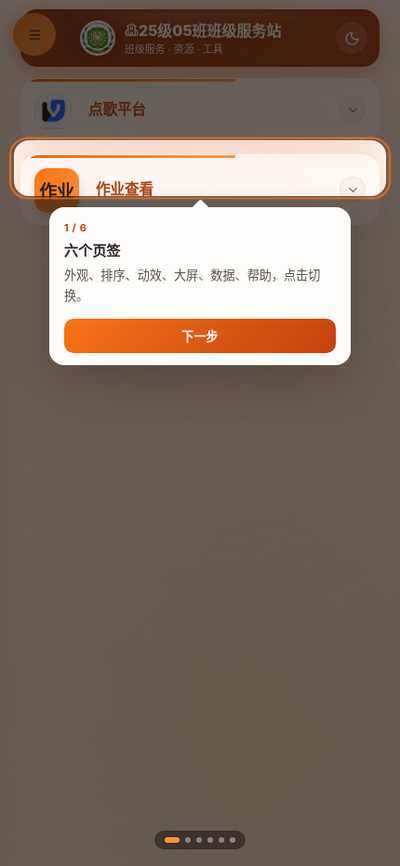 25级05班班级服务站
班级服务 · 资源 · 工具
点歌平台
作业
作业查看
1 / 6
六个页签
外观、排序、动效、大屏、数据、帮助，点击切
换。
下一步